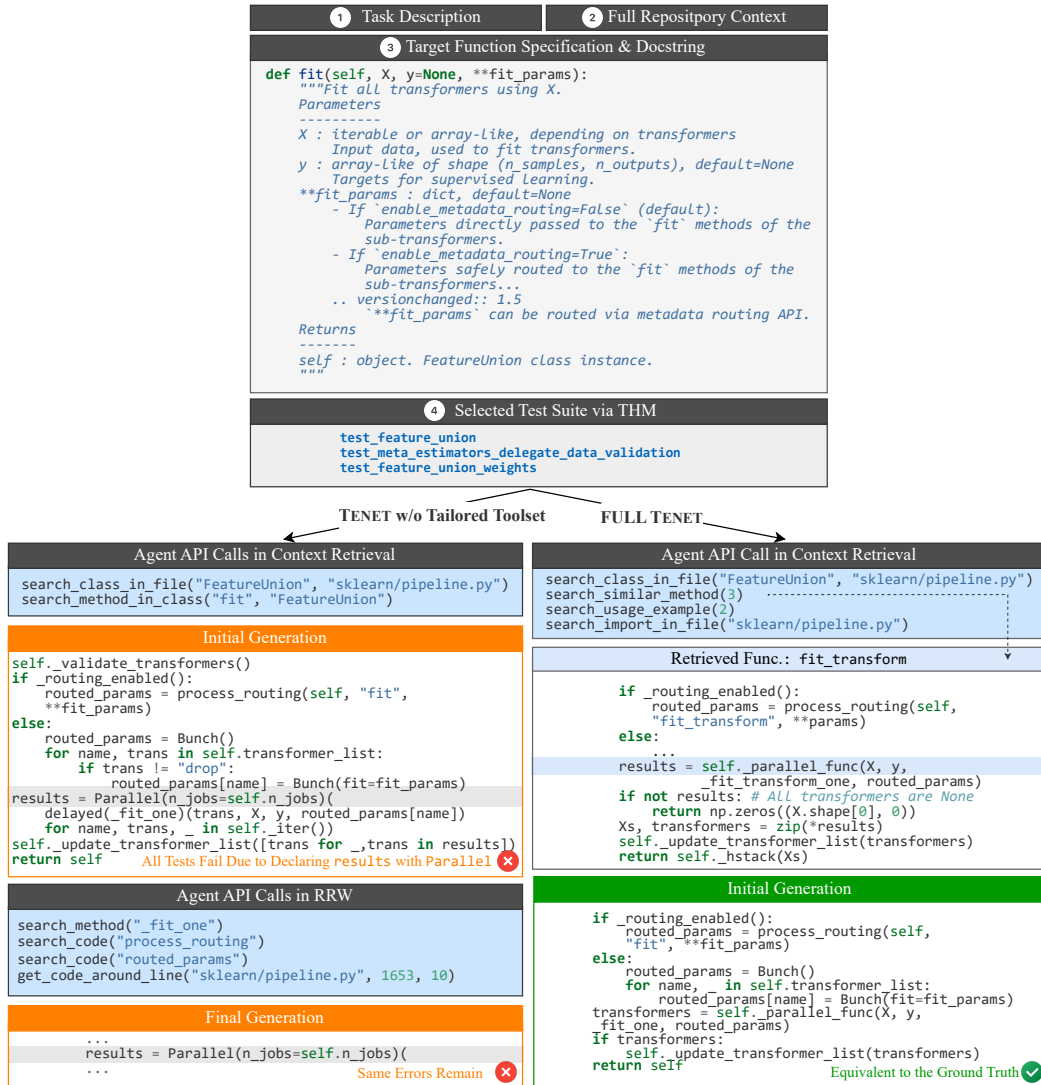 1 Task Description
2 Full Repositpory Context
3 Target Function Specification & Docstring
def fit(self, X, y=None, **fit_params):
"""Fit all transformers using X.
Parameters
----------
X : iterable or array-like, depending on transformers
Input data, used to fit transformers.
y : array-like of shape (n_samples, n_outputs), default=None
Targets for supervised learning.
**fit_params : dict, default=None
- If `enable_metadata_routing=False` (default):
Parameters directly passed to the `fit` methods of the
sub-transformers.
- If `enable_metadata_routing=True`:
Parameters safely routed to the `fit` methods of the
sub-transformers...
.. versionchanged:: 1.5
`**fit_params` can be routed via metadata routing API.
Returns
-------
self : object. FeatureUnion class instance.
"""
4 Selected Test Suite via THM
test_feature_union
test_meta_estimators_delegate_data_validation
test_feature_union_weights
TENET w/o Tailored Toolset
FULL TENET
Agent API Calls in Context Retrieval
search_class_in_file("FeatureUnion", "sklearn/pipeline.py")
search_method_in_class("fit", "FeatureUnion")
Initial Generation
self._validate_transformers()
if _routing_enabled():
routed_params = process_routing(self, "fit",
**fit_params)
else:
routed_params = Bunch()
for name, trans in self.transformer_list:
if trans != "drop":
routed_params[name] = Bunch(fit=fit_params)
results = Parallel(n_jobs=self.n_jobs)(
delayed(_fit_one)(trans, X, y, routed_params[name])
for name, trans, _ in self._iter())
self._update_transformer_list([trans for _,trans in results])
return self
All Tests Fail Due to Declaring results with Parallel
Agent API Calls in RRW
search_method("_fit_one")
search_code("process_routing")
search_code("routed_params")
get_code_around_line("sklearn/pipeline.py", 1653, 10)
Final Generation
...
results = Parallel(n_jobs=self.n_jobs)(
...
Same Errors Remain
Agent API Call in Context Retrieval
search_class_in_file("FeatureUnion", "sklearn/pipeline.py")
search_similar_method(3)
search_usage_example(2)
search_import_in_file("sklearn/pipeline.py")
Retrieved Func.: fit_transform
if _routing_enabled():
routed_params = process_routing(self,
"fit_transform", **params)
else:
...
results = self._parallel_func(X, y,
_fit_transform_one, routed_params)
if not results: # All transformers are None
return np.zeros((X.shape[0], 0))
Xs, transformers = zip(*results)
self._update_transformer_list(transformers)
return self._hstack(Xs)
Initial Generation
if _routing_enabled():
routed_params = process_routing(self,
"fit", **fit_params)
else:
routed_params = Bunch()
for name, _ in self.transformer_list:
routed_params[name] = Bunch(fit=fit_params)
transformers = self._parallel_func(X, y,
_fit_one, routed_params)
if transformers:
self._update_transformer_list(transformers)
return self
Equivalent to the Ground Truth